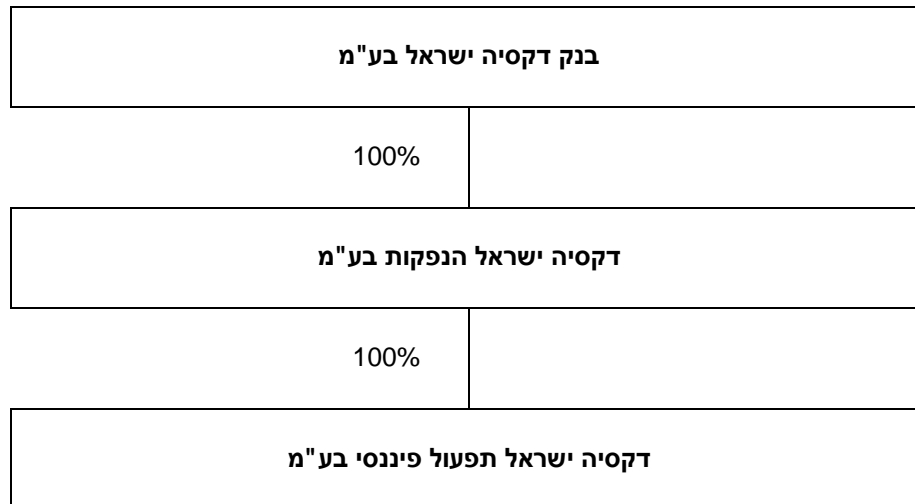 בנק דקסיה ישראל בע"מ
100%
דקסיה ישראל הנפקות בע"מ
100%
דקסיה ישראל תפעול פיננסי בע"מ